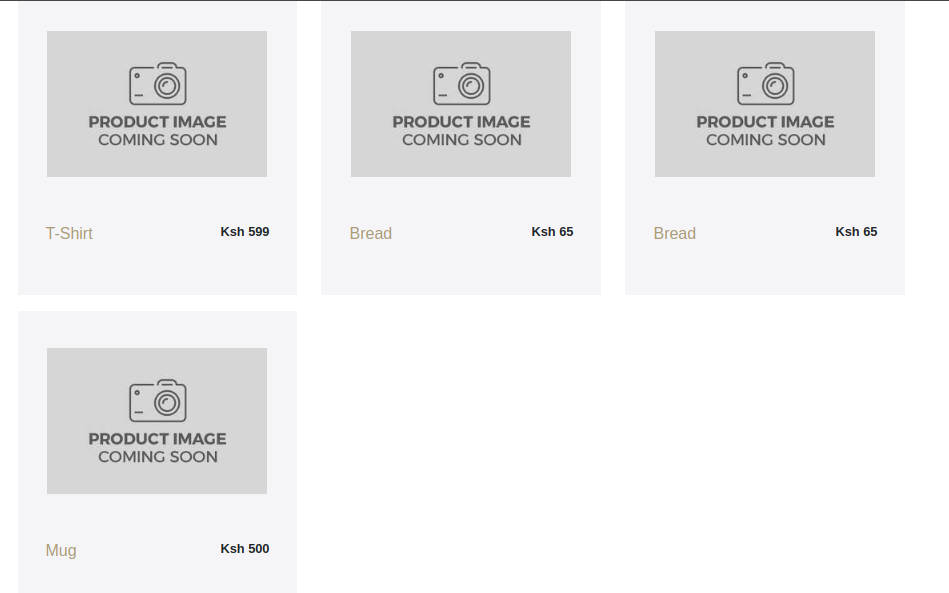 PRODUCT IMAGE
COMING SOON
T-Shirt Ksh 599
PRODUCT IMAGE
COMING SOON
Bread Ksh 65
PRODUCT IMAGE
COMING SOON
Bread Ksh 65
PRODUCT IMAGE
COMING SOON
Mug Ksh 500